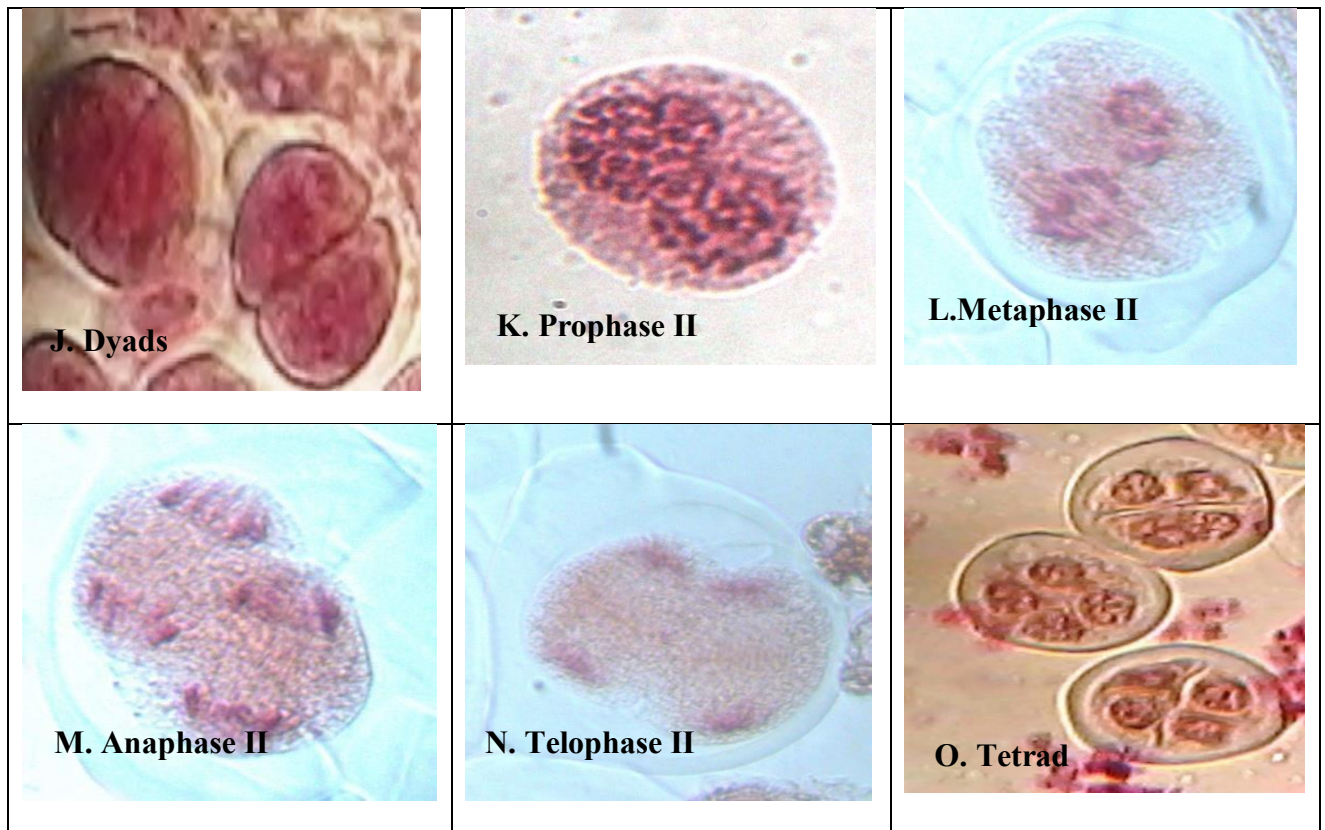 J. Dyads
K. Prophase II
L.Metaphase II
M. Anaphase II
N. Telophase II
O. Tetrad